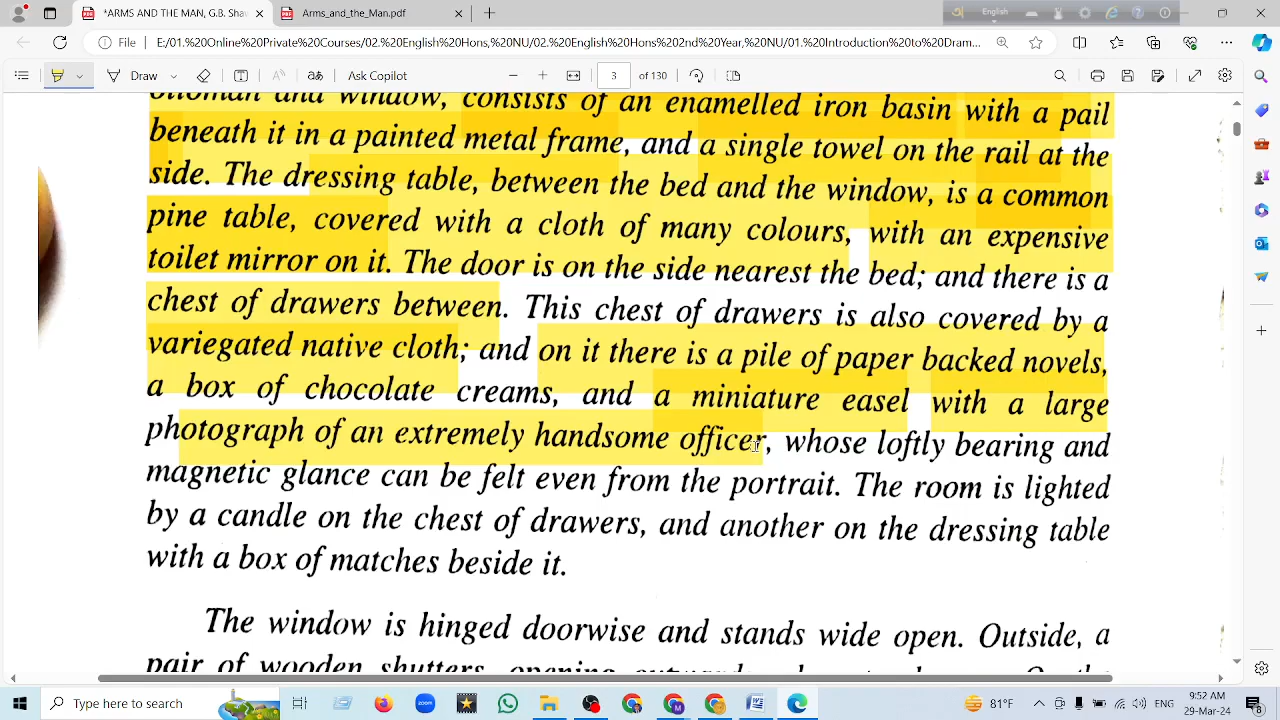 *ARMS AND THE MAN, G.B. Sha
Arms_and_the_Man.pdf
English
File
E:/01.%20Online%20Private%20Courses/02.%20English%20Hons,%20NU/02.%20English%20Hons%202nd%20Year,%20NU/01.%20Introduction%20to%20Dram...
Draw
Ask Copilot
3 of 130
ottoman and window, consists of an enamelled iron basin with a pail
beneath it in a painted metal frame, and a single towel on the rail at the
side. The dressing table, between the bed and the window, is a common
pine table, covered with a cloth of many colours, with an expensive
toilet mirror on it. The door is on the side nearest the bed; and there is a
chest of drawers between. This chest of drawers is also covered by a
variegated native cloth; and on it there is a pile of paper backed novels,
a box of chocolate creams, and a miniature easel with a large
photograph of an extremely handsome officer, whose loftly bearing and
magnetic glance can be felt even from the portrait. The room is lighted
by a candle on the chest of drawers, and another on the dressing table
with a box of matches beside it.
The window is hinged doorwise and stands wide open. Outside, a
pair of wooden shutters, opening outwards,
Type here to search
zoom
81°F
ENG
9:52 AM
29-Mar-24
8